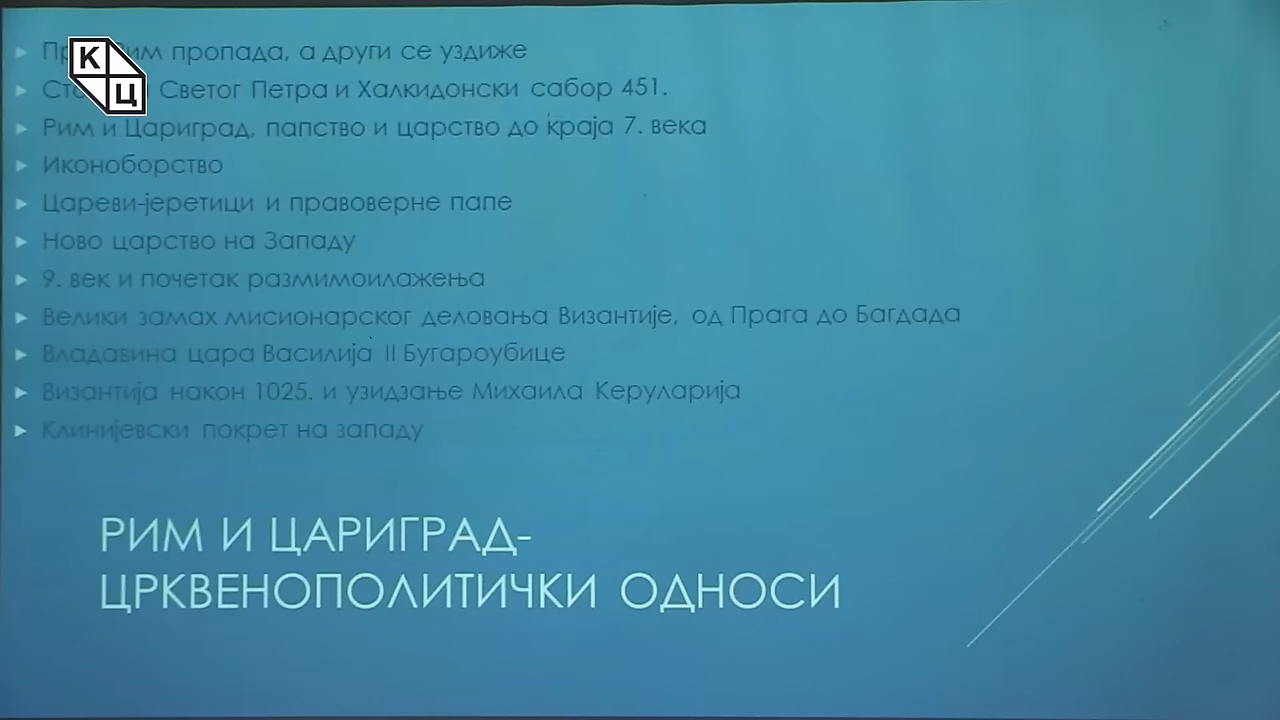 К
Ц
пропада, а други се уздиже
Светог Петра и Халкидонски сабор 451.
Рим и Цариград, папство и царство до краја 7. века
Иконоборство
Цареви-јеретици и правоверне папе
Ново царство на Западу
9. век и почетак размимоилажења
Велики замах мисионарског деловања Византије, од Прага до Багдада
Владавина цара Василија II Бугароубице
Византија након 1025. и узидзање Михаила Керуларија
Клинијевски покрет на западу
РИМ И ЦАРИГРАД-
ЦРКВЕНОПОЛИТИЧКИ ОДНОСИ